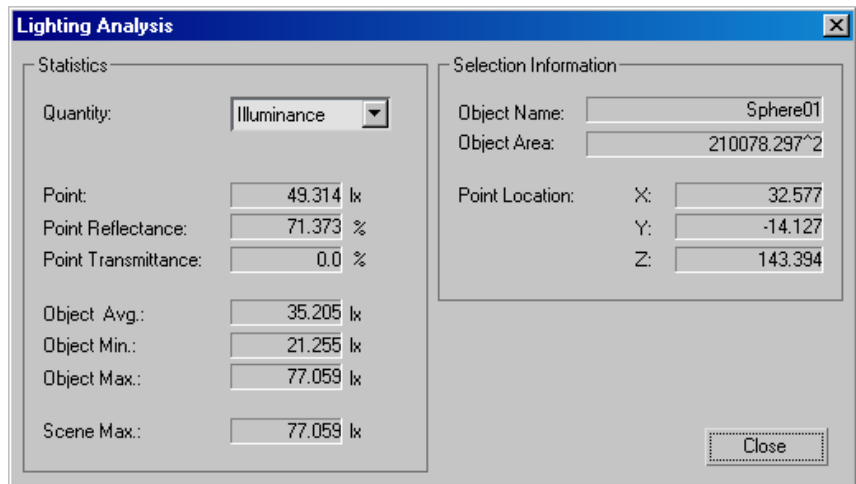 Lighting Analysis
Statistics
Quantity: Illuminance
Point: 49.314 lx
Point Reflectance: 71.373 %
Point Transmittance: 0.0 %
Object Avg.: 35.205 lx
Object Min.: 21.255 lx
Object Max.: 77.059 lx
Scene Max.: 77.059 lx
Selection Information
Object Name: Sphere01
Object Area: 210078.297^2
Point Location: X: 32.577
Y: -14.127
Z: 143.394
Close